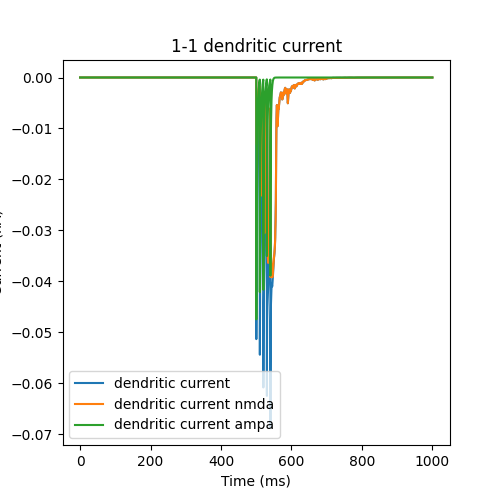 1-1 dendritic current
0.00
−0.01
−0.02
−0.03
−0.04
−0.05
−0.06
−0.07
dendritic current
dendritic current nmda
dendritic current ampa
0
200
400
600
800
1000
Time (ms)